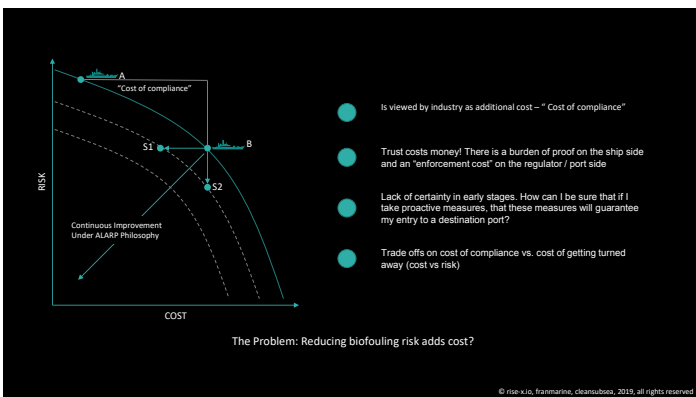 A
"Cost of compliance"
S1
B
S2
RISK
Continuous Improvement
Under ALARP Philosophy
COST
Is viewed by industry as additional cost – " Cost of compliance"
Trust costs money! There is a burden of proof on the ship side
and an "enforcement cost" on the regulator / port side
Lack of certainty in early stages. How can I be sure that if I
take proactive measures, that these measures will guarantee
my entry to a destination port?
Trade offs on cost of compliance vs. cost of getting turned
away (cost vs risk)
The Problem: Reducing biofouling risk adds cost?
© rise-x.io, franmarine, cleansubsea, 2019, all rights reserved